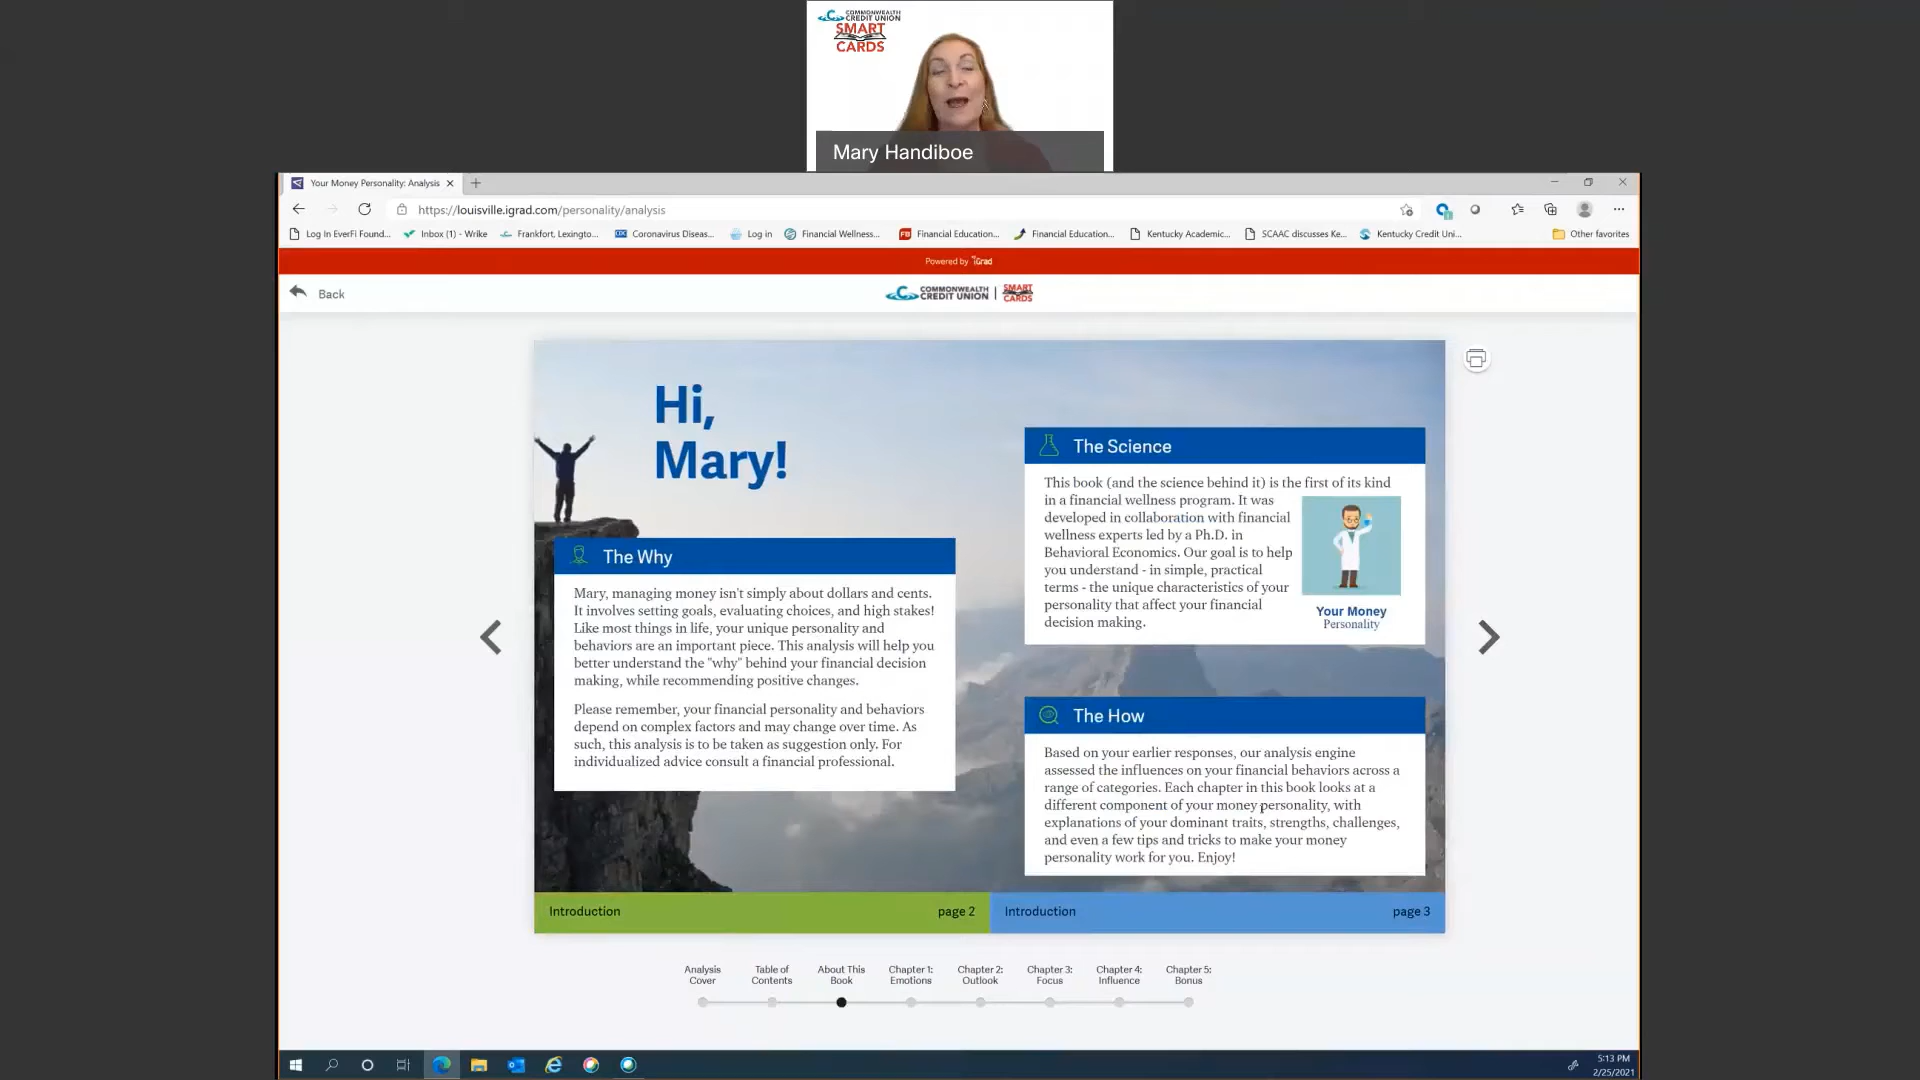 COMMONWEALTH
CREDIT UNION
SMART
CARDS
Mary Handiboe
Your Money Personality: Analysis
https://louisville.igrad.com/personality/analysis
Log In EverFi Found...
Inbox (1) - Wrike
Frankfort, Lexingto...
Coronavirus Diseas...
Log in
Financial Wellness...
Financial Education...
Financial Education...
Kentucky Academic...
SCAAC discusses Ke...
Kentucky Credit Uni...
Other favorites
Powered by iGrad
Back
COMMONWEALTH
CREDIT UNION
SMART
CARDS
Hi,
Mary!
The Why
Mary, managing money isn't simply about dollars and cents.
It involves setting goals, evaluating choices, and high stakes!
Like most things in life, your unique personality and
behaviors are an important piece. This analysis will help you
better understand the "why" behind your financial decision
making, while recommending positive changes.
Please remember, your financial personality and behaviors
depend on complex factors and may change over time. As
such, this analysis is to be taken as suggestion only. For
individualized advice consult a financial professional.
The Science
This book (and the science behind it) is the first of its kind
in a financial wellness program. It was
developed in collaboration with financial
wellness experts led by a Ph.D. in
Behavioral Economics. Our goal is to help
you understand - in simple, practical
terms - the unique characteristics of your
personality that affect your financial
decision making.
Your Money
Personality
The How
Based on your earlier responses, our analysis engine
assessed the influences on your financial behaviors across a
range of categories. Each chapter in this book looks at a
different component of your money personality, with
explanations of your dominant traits, strengths, challenges,
and even a few tips and tricks to make your money
personality work for you. Enjoy!
Introduction
page 2
Introduction
page 3
Analysis
Cover
Table of
Contents
About This
Book
Chapter 1:
Emotions
Chapter 2:
Outlook
Chapter 3:
Focus
Chapter 4:
Influence
Chapter 5:
Bonus
5:13 PM
2/25/2021